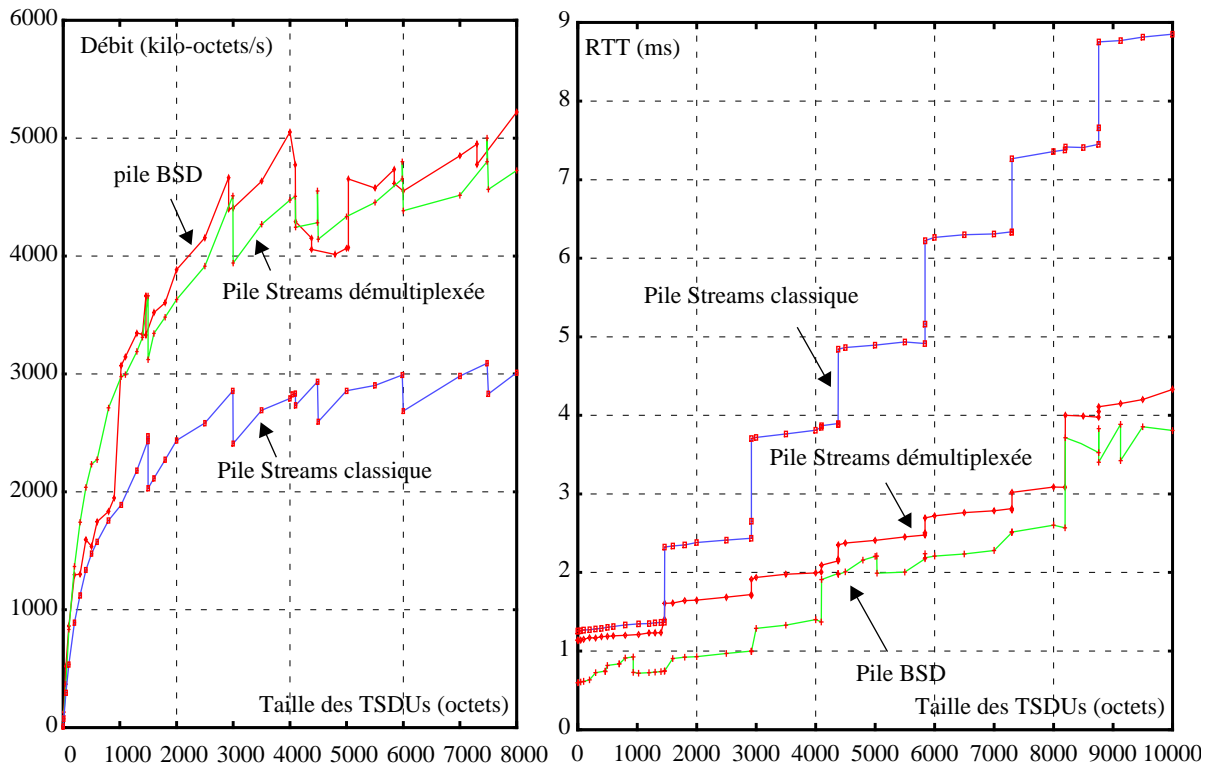 Débit (kilo-octets/s)
6000
5000
4000
3000
2000
1000
0
pile BSD
Pile Streams démultiplexée
Pile Streams classique
Taille des TSDUs (octets)
0 1000 2000 3000 4000 5000 6000 7000 8000
RTT (ms)
9
8
7
6
5
4
3
2
1
0
Pile Streams classique
Pile Streams démultiplexée
Pile BSD
Taille des TSDUs (octets)
0 1000 2000 3000 4000 5000 6000 7000 8000 9000 10000